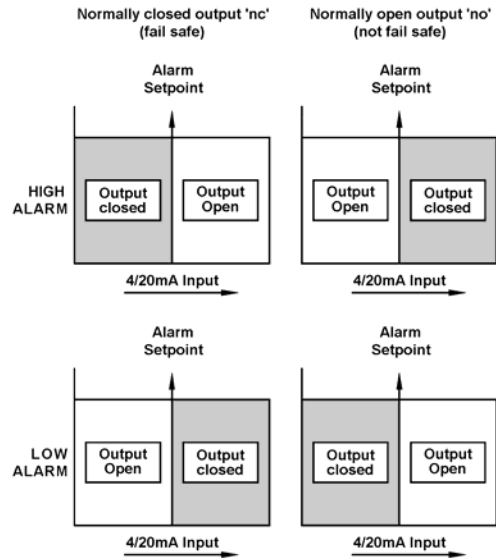 Normally closed output 'nc'
(fail safe)
Normally open output 'no'
(not fail safe)
Alarm
Setpoint
Alarm
Setpoint
HIGH
ALARM
Output
closed
Output
Open
Output
Open
Output
closed
4/20mA Input
4/20mA Input
Alarm
Setpoint
Alarm
Setpoint
LOW
ALARM
Output
Open
Output
closed
Output
closed
Output
Open
4/20mA Input
4/20mA Input